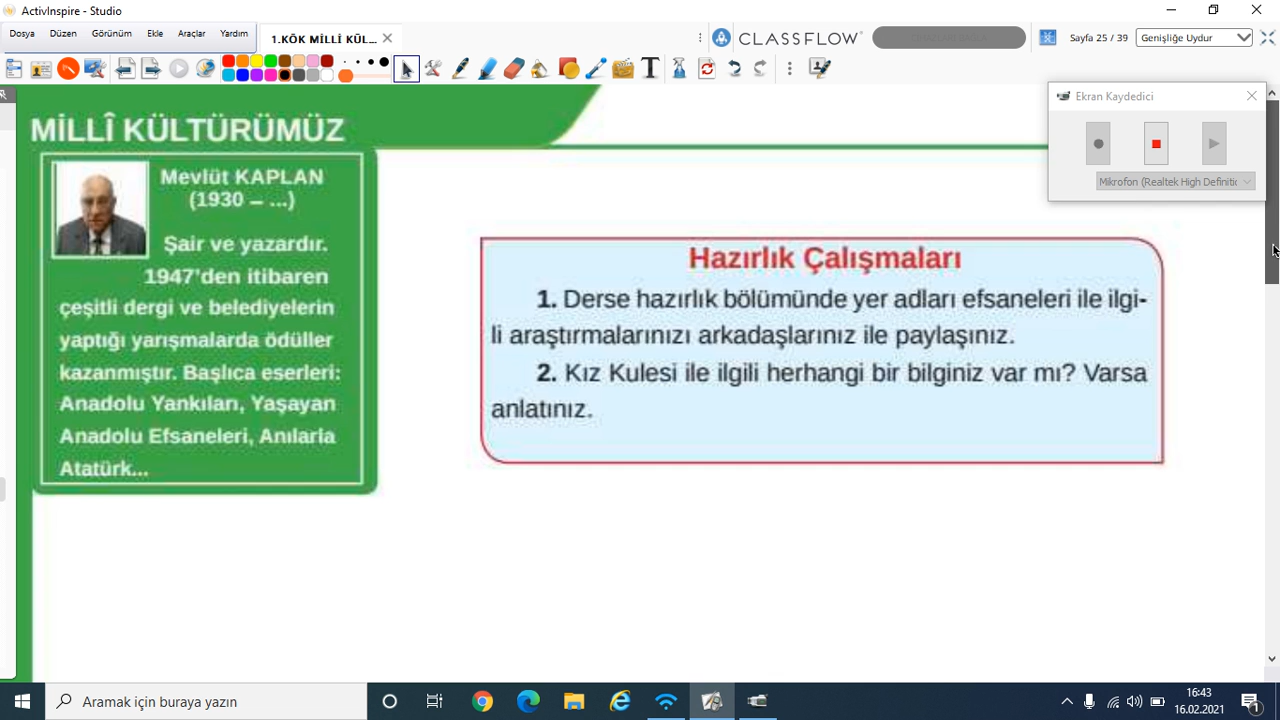 ActivInspire - Studio
Dosya Düzen Görünüm Ekle Araçlar Yardım
1.KÖK MİLLÎ KÜL...
CLASSFLOW
Sayfa 25 / 39
Genişliğe Uydur
Ekran Kaydedici
Mikrofon (Realtek High Definitic
MİLLÎ KÜLTÜRÜMÜZ
Mevlüt KAPLAN
(1930 – ...)
Şair ve yazardır.
1947’den itibaren
çeşitli dergi ve belediyelerin
yaptığı yarışmalarda ödüller
kazanmıştır. Başlıca eserleri:
Anadolu Yankıları, Yaşayan
Anadolu Efsaneleri, Anılarla
Atatürk...
Hazırlık Çalışmaları
1. Derse hazırlık bölümünde yer adları efsaneleri ile ilgi-
li araştırmalarınızı arkadaşlarınız ile paylaşınız.
2. Kız Kulesi ile ilgili herhangi bir bilginiz var mı? Varsa
anlatınız.
Aramak için buraya yazın
16:43
16.02.2021
1